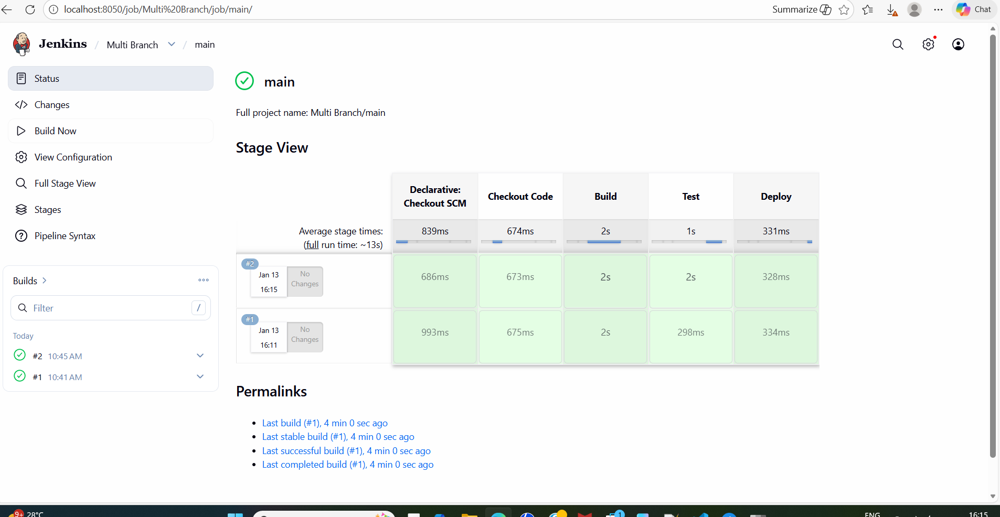 localhost:8050/job/Multi%20Branch/job/main/
Summarize
Chat
Jenkins / Multi Branch / main
Status
Changes
Build Now
View Configuration
Full Stage View
Stages
Pipeline Syntax
Builds
Filter
/
Today
#2 10:45 AM
#1 10:41 AM
main
Full project name: Multi Branch/main
Stage View
Declarative:
Checkout SCM
Checkout Code
Build
Test
Deploy
Average stage times:
(full run time: ~13s)
839ms
674ms
2s
1s
331ms
#2
Jan 13
16:15
No
Changes
686ms
673ms
2s
2s
328ms
#1
Jan 13
16:11
No
Changes
993ms
675ms
2s
298ms
334ms
Permalinks
Last build (#1), 4 min 0 sec ago
Last stable build (#1), 4 min 0 sec ago
Last successful build (#1), 4 min 0 sec ago
Last completed build (#1), 4 min 0 sec ago
9+
28°C
1
ENG
16:15